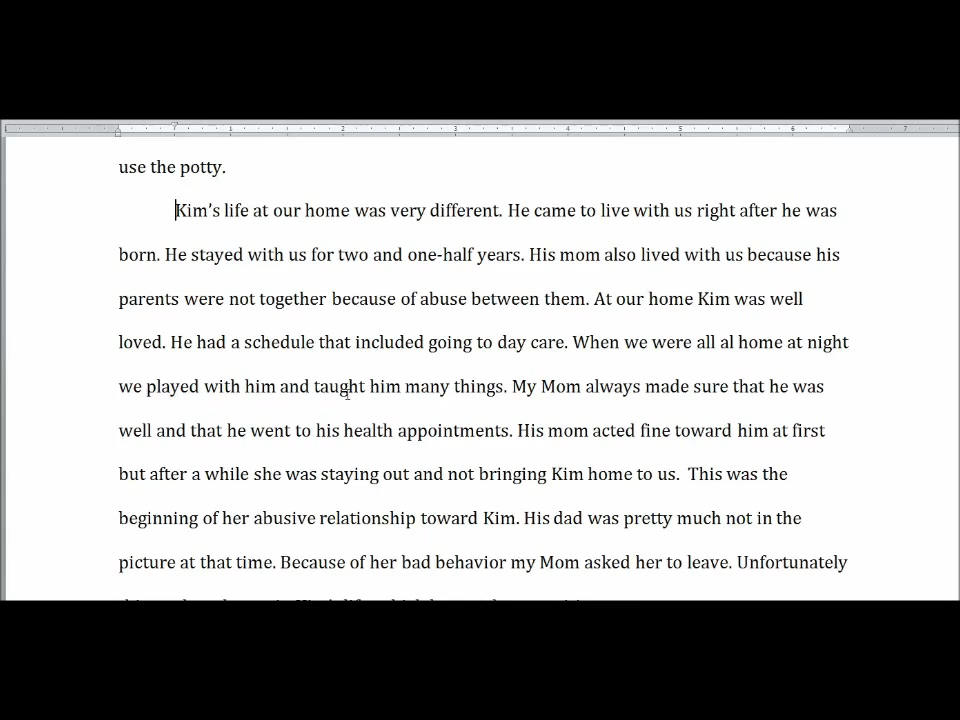 use the potty.
Kim's life at our home was very different. He came to live with us right after he was
born. He stayed with us for two and one-half years. His mom also lived with us because his
parents were not together because of abuse between them. At our home Kim was well
loved. He had a schedule that included going to day care. When we were all al home at night
we played with him and taught him many things. My Mom always made sure that he was
well and that he went to his health appointments. His mom acted fine toward him at first
but after a while she was staying out and not bringing Kim home to us.  This was the
beginning of her abusive relationship toward Kim. His dad was pretty much not in the
picture at that time. Because of her bad behavior my Mom asked her to leave. Unfortunately